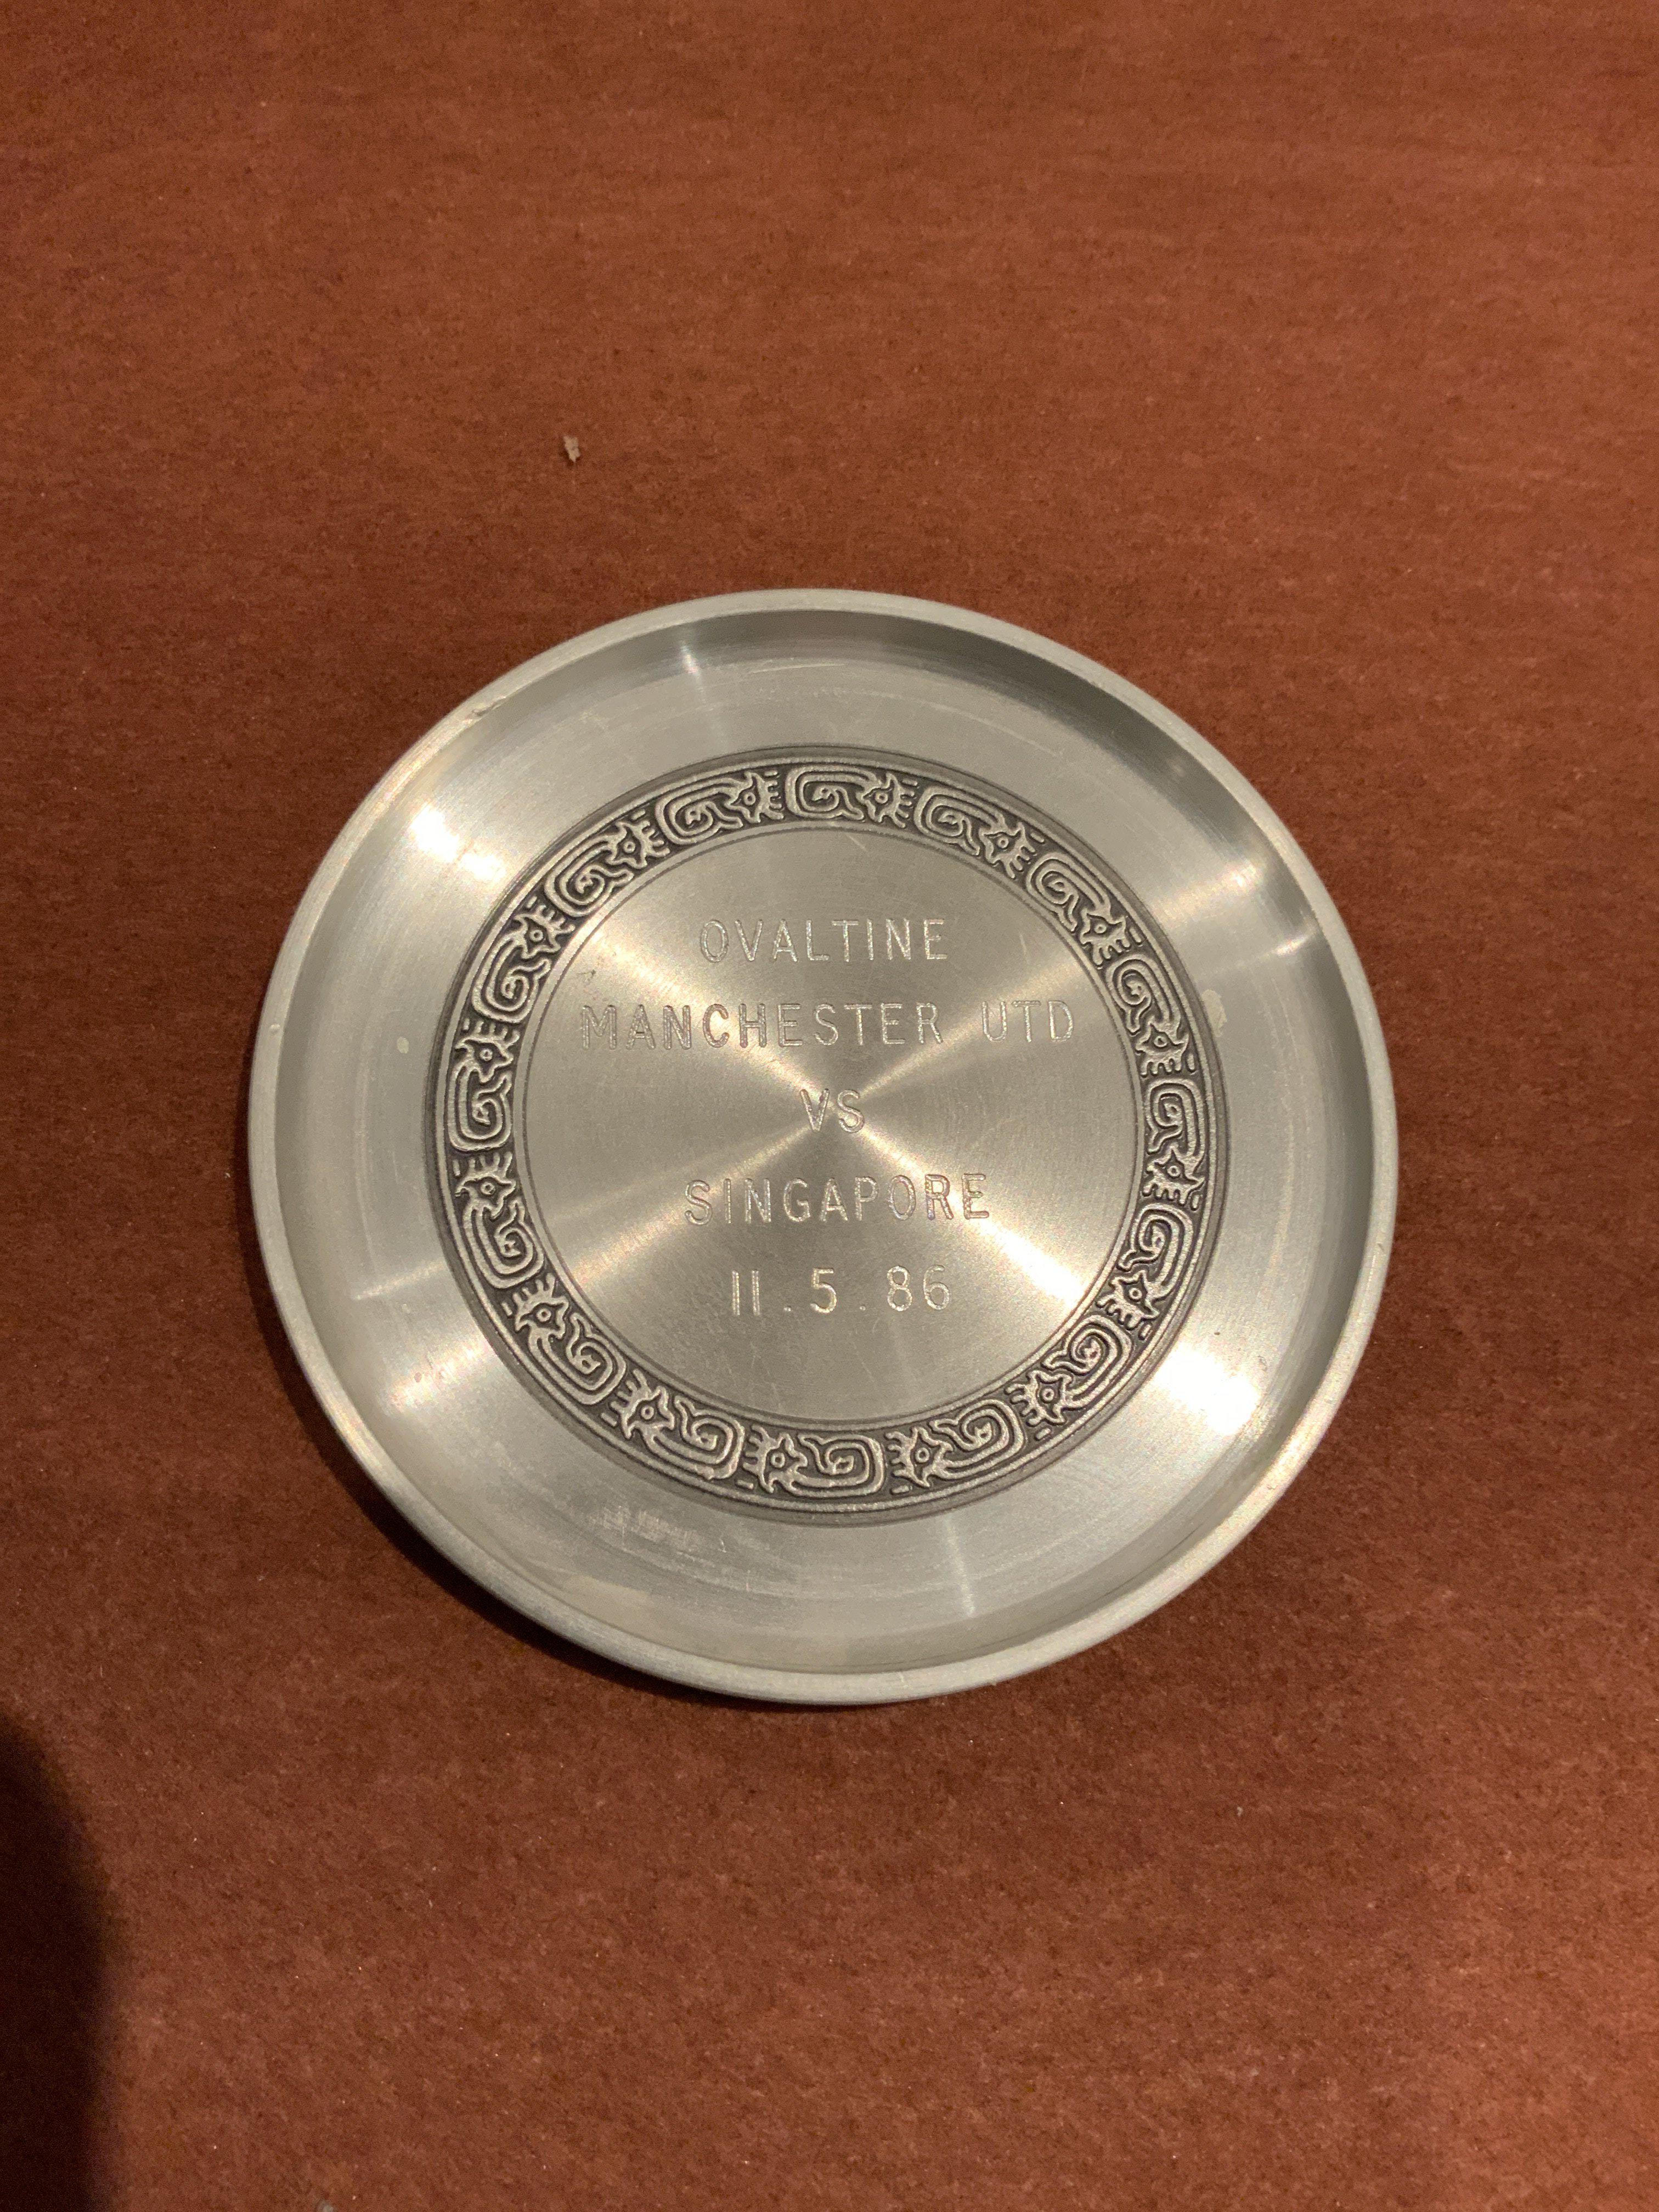 OVALTINE
MANCHESTER UTD
VS
SINGAPORE
11.5.86